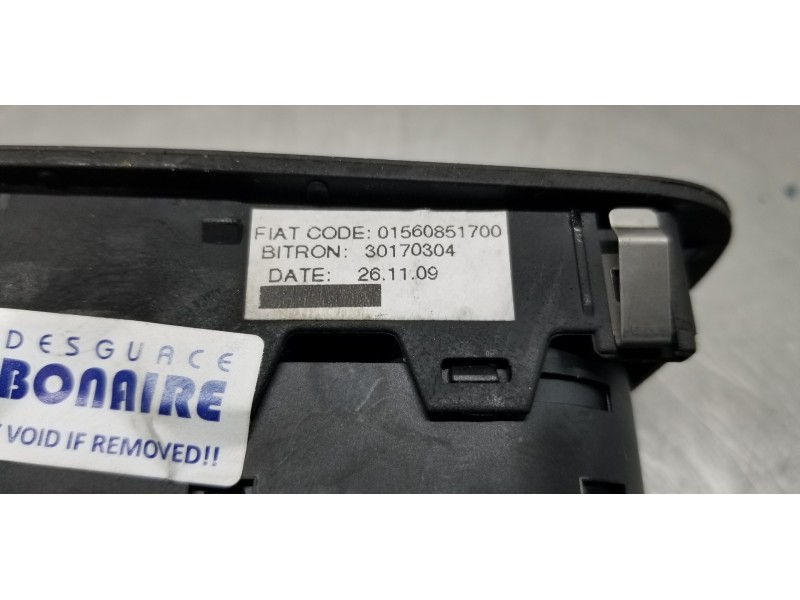 FIAT CODE: 01560851700
BITRON: 30170304
DATE: 26.11.09
DESGUACE
BONAIRE
VOID IF REMOVED!!